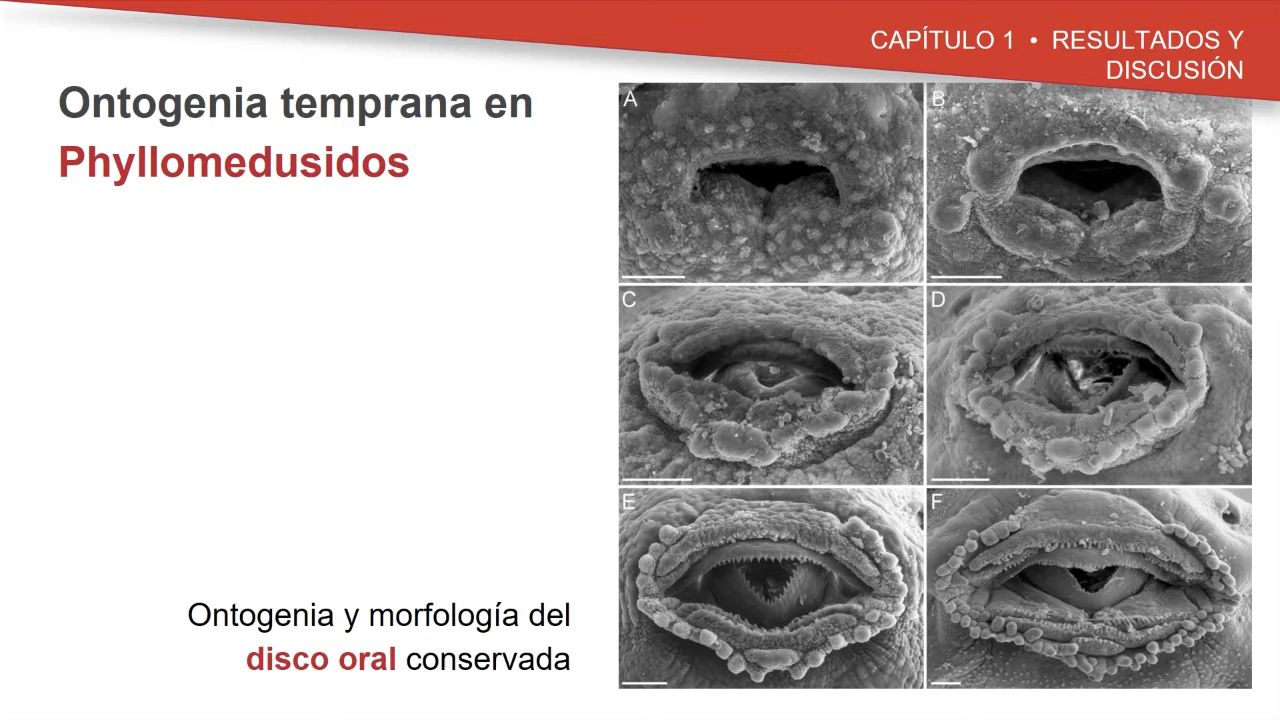 CAPÍTULO 1 • RESULTADOS Y
DISCUSIÓN
Ontogenia temprana en
Phyllomedusidos
A
B
C
D
E
F
Ontogenia y morfología del
disco oral conservada